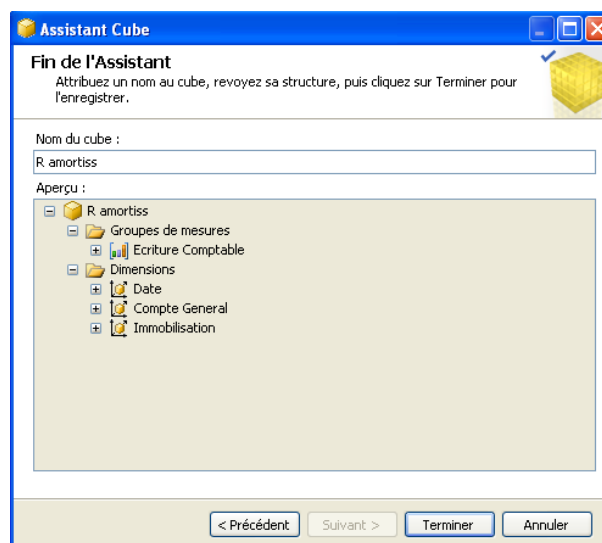 Assistant Cube
Fin de l'Assistant
Attribuez un nom au cube, revoyez sa structure, puis cliquez sur Terminer pour
l'enregistrer.
Nom du cube :
R amortiss
Aperçu :
R amortiss
Groupes de mesures
Ecriture Comptable
Dimensions
Date
Compte General
Immobilisation
< Précédent Suivant > Terminer Annuler